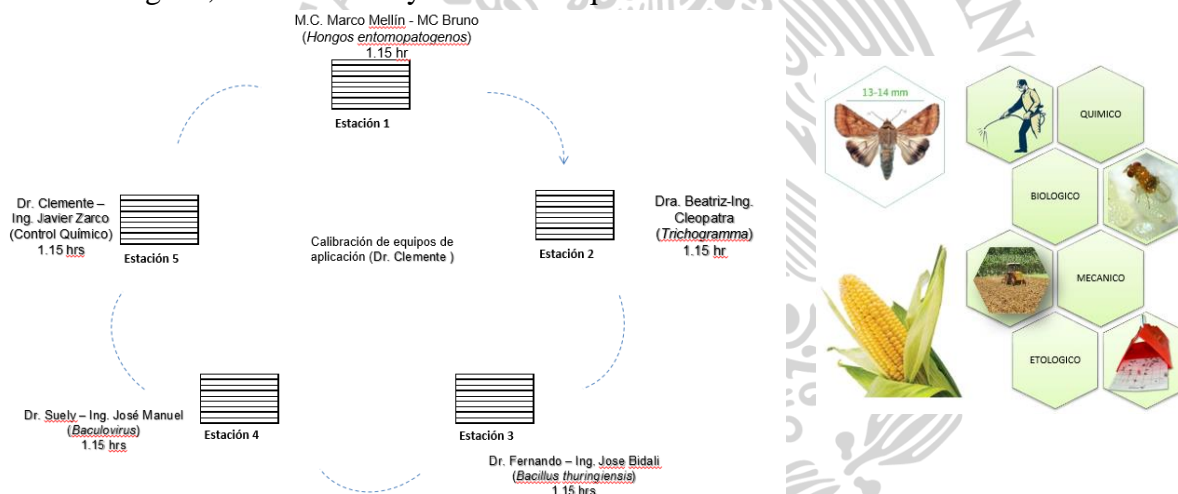 M.C. Marco Mellín - MC Bruno
(Hongos entomopatogenos)
1.15 hr
Estación 1
Dra. Beatriz-Ing.
Cleopatra
(Trichogramma)
1.15 hr
Estación 2
Calibración de equipos de
aplicación (Dr. Clemente )
Dr. Clemente –
Ing. Javier Zarco
(Control Químico)
1.15 hrs
Estación 5
Estación 3
Dr. Fernando – Ing. Jose Bidali
(Bacillus thuringiensis)
1.15 hrs
Estación 4
Dr. Suely – Ing. José Manuel
(Baculovirus)
1.15 hrs
13-14 mm
QUIMICO
BIOLOGICO
MECANICO
ETOLOGICO